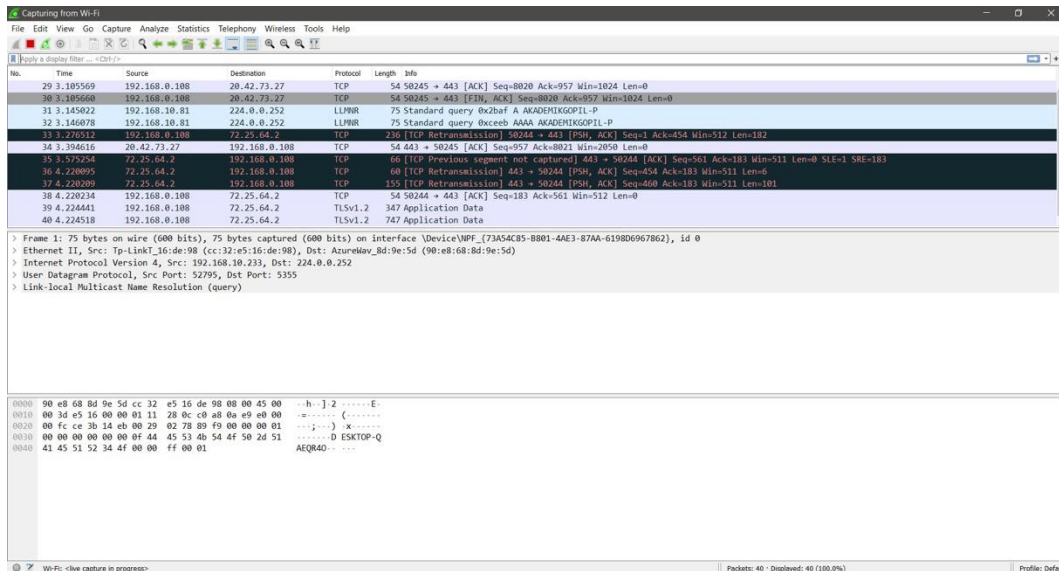 Capturing from Wi-Fi
File Edit View Go Capture Analyze Statistics Telephony Wireless Tools Help
Apply a display filter ... <Ctrl-/>
No. Time Source Destination Protocol Length Info
29 3.105569 192.168.0.108 20.42.73.27 TCP 54 50245 → 443 [ACK] Seq=8020 Ack=957 Win=1024 Len=0
30 3.105660 192.168.0.108 20.42.73.27 TCP 54 50245 → 443 [FIN, ACK] Seq=8020 Ack=957 Win=1024 Len=0
31 3.145022 192.168.10.81 224.0.0.252 LLMNR 75 Standard query 0x2baf A AKADEMIKGOPIL-P
32 3.146078 192.168.10.81 224.0.0.252 LLMNR 75 Standard query 0xceeb AAAA AKADEMIKGOPIL-P
33 3.276512 192.168.0.108 72.25.64.2 TCP 236 [TCP Retransmission] 50244 → 443 [PSH, ACK] Seq=1 Ack=454 Win=512 Len=182
34 3.394616 20.42.73.27 192.168.0.108 TCP 54 443 → 50245 [ACK] Seq=957 Ack=8021 Win=2050 Len=0
35 3.575254 72.25.64.2 192.168.0.108 TCP 66 [TCP Previous segment not captured] 443 → 50244 [ACK] Seq=561 Ack=183 Win=511 Len=0 SLE=1 SRE=183
36 4.220095 72.25.64.2 192.168.0.108 TCP 60 [TCP Retransmission] 443 → 50244 [PSH, ACK] Seq=454 Ack=183 Win=511 Len=6
37 4.220209 72.25.64.2 192.168.0.108 TCP 155 [TCP Retransmission] 443 → 50244 [PSH, ACK] Seq=460 Ack=183 Win=511 Len=101
38 4.220234 192.168.0.108 72.25.64.2 TCP 54 50244 → 443 [ACK] Seq=183 Ack=561 Win=512 Len=0
39 4.224441 192.168.0.108 72.25.64.2 TLSv1.2 347 Application Data
40 4.224518 192.168.0.108 72.25.64.2 TLSv1.2 747 Application Data
> Frame 1: 75 bytes on wire (600 bits), 75 bytes captured (600 bits) on interface \Device\NPF_{73A54C85-B801-4AE3-87AA-6198D6967862}, id 0
> Ethernet II, Src: Tp-LinkT_16:de:98 (cc:32:e5:16:de:98), Dst: AzureWav_8d:9e:5d (90:e8:68:8d:9e:5d)
> Internet Protocol Version 4, Src: 192.168.10.233, Dst: 224.0.0.252
> User Datagram Protocol, Src Port: 52795, Dst Port: 5355
> Link-local Multicast Name Resolution (query)
0000 90 e8 68 8d 9e 5d cc 32 e5 16 de 98 08 00 45 00 ··h··]·2 ······E·
0010 00 3d e5 16 00 00 01 11 28 0c c0 a8 0a e9 e0 00 ·=······ (·······
0020 00 fc ce 3b 14 eb 00 29 02 78 89 f9 00 00 00 01 ···;···) ·x······
0030 00 00 00 00 00 00 0f 44 45 53 4b 54 4f 50 2d 51 ·······D ESKTOP-Q
0040 41 45 51 52 34 4f 00 00 ff 00 01 AEQR4O·· ···
Wi-Fi: <live capture in progress> Packets: 40 · Displayed: 40 (100.0%) Profile: Defa